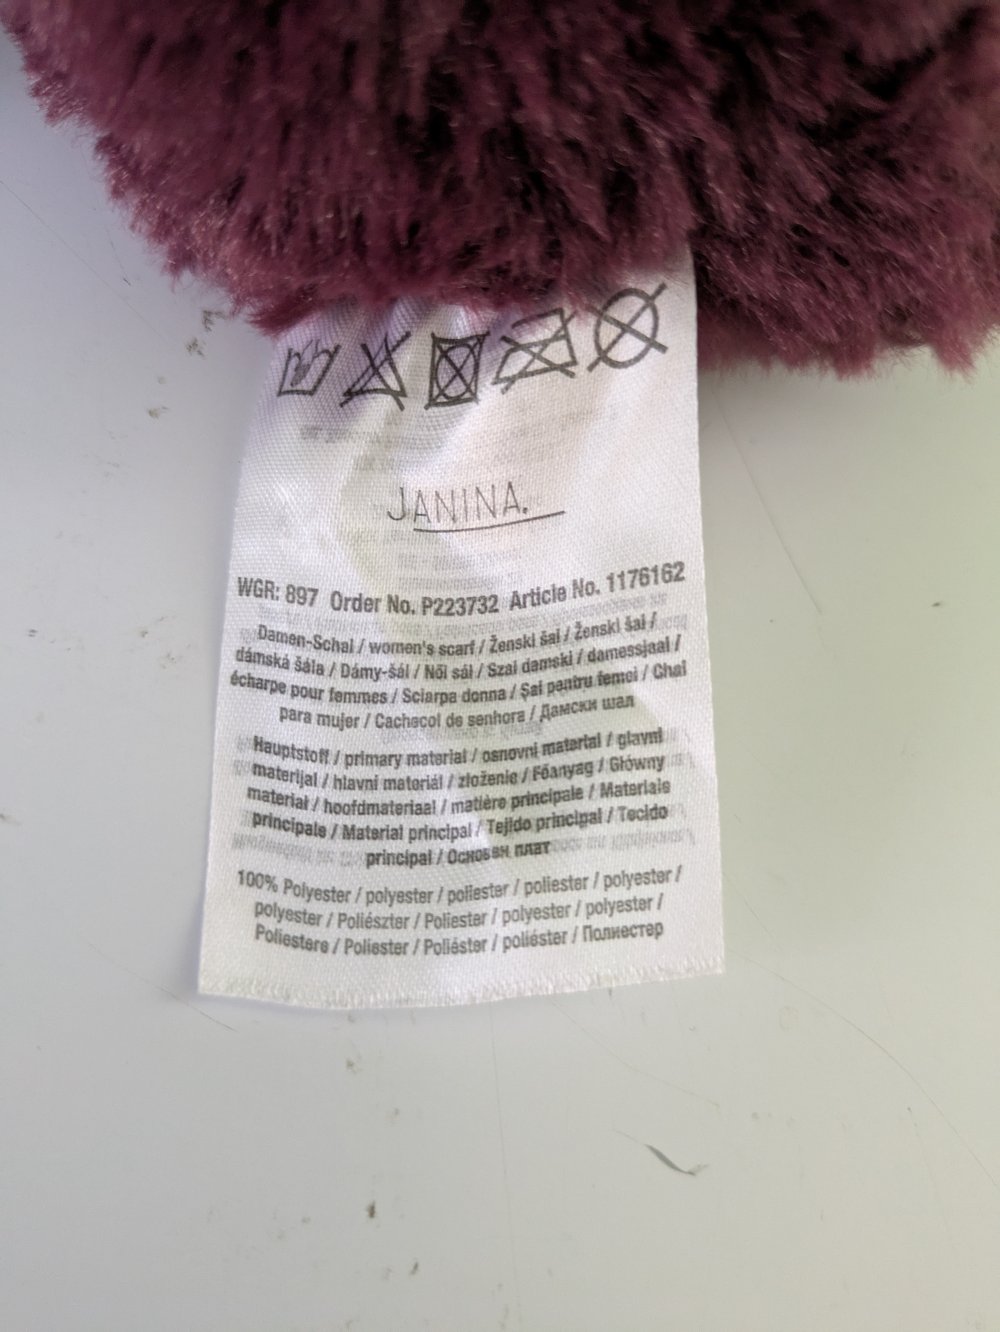 JANINA.
WGR: 897 Order No. P223732 Article No. 1176162
Damen-Schal / women's scarf / Ženski šal / Ženski šal /
dámská šála / Dámy-šál / Női sál / Szal damski / damessjaal /
écharpe pour femmes / Sciarpa donna / Şal pantru femei / Chal
para mujer / Cachecol de senhora / Дамски шал
Hauptstoff / primary material / osnovni material / glavni
materijal / hlavní materiál / zloženie / Főanyag / Główny
materiał / hoofdmateriaal / matière principale / Materiale
principale / Material principal / Tejido principal / Tecido
principal / Основен плат
100% Polyester / polyester / poliester / poliester / polyester /
polyester / Poliészter / Poliester / polyester / polyester /
Poliestere / Poliester / Poliéster / poliéster / Полиестер